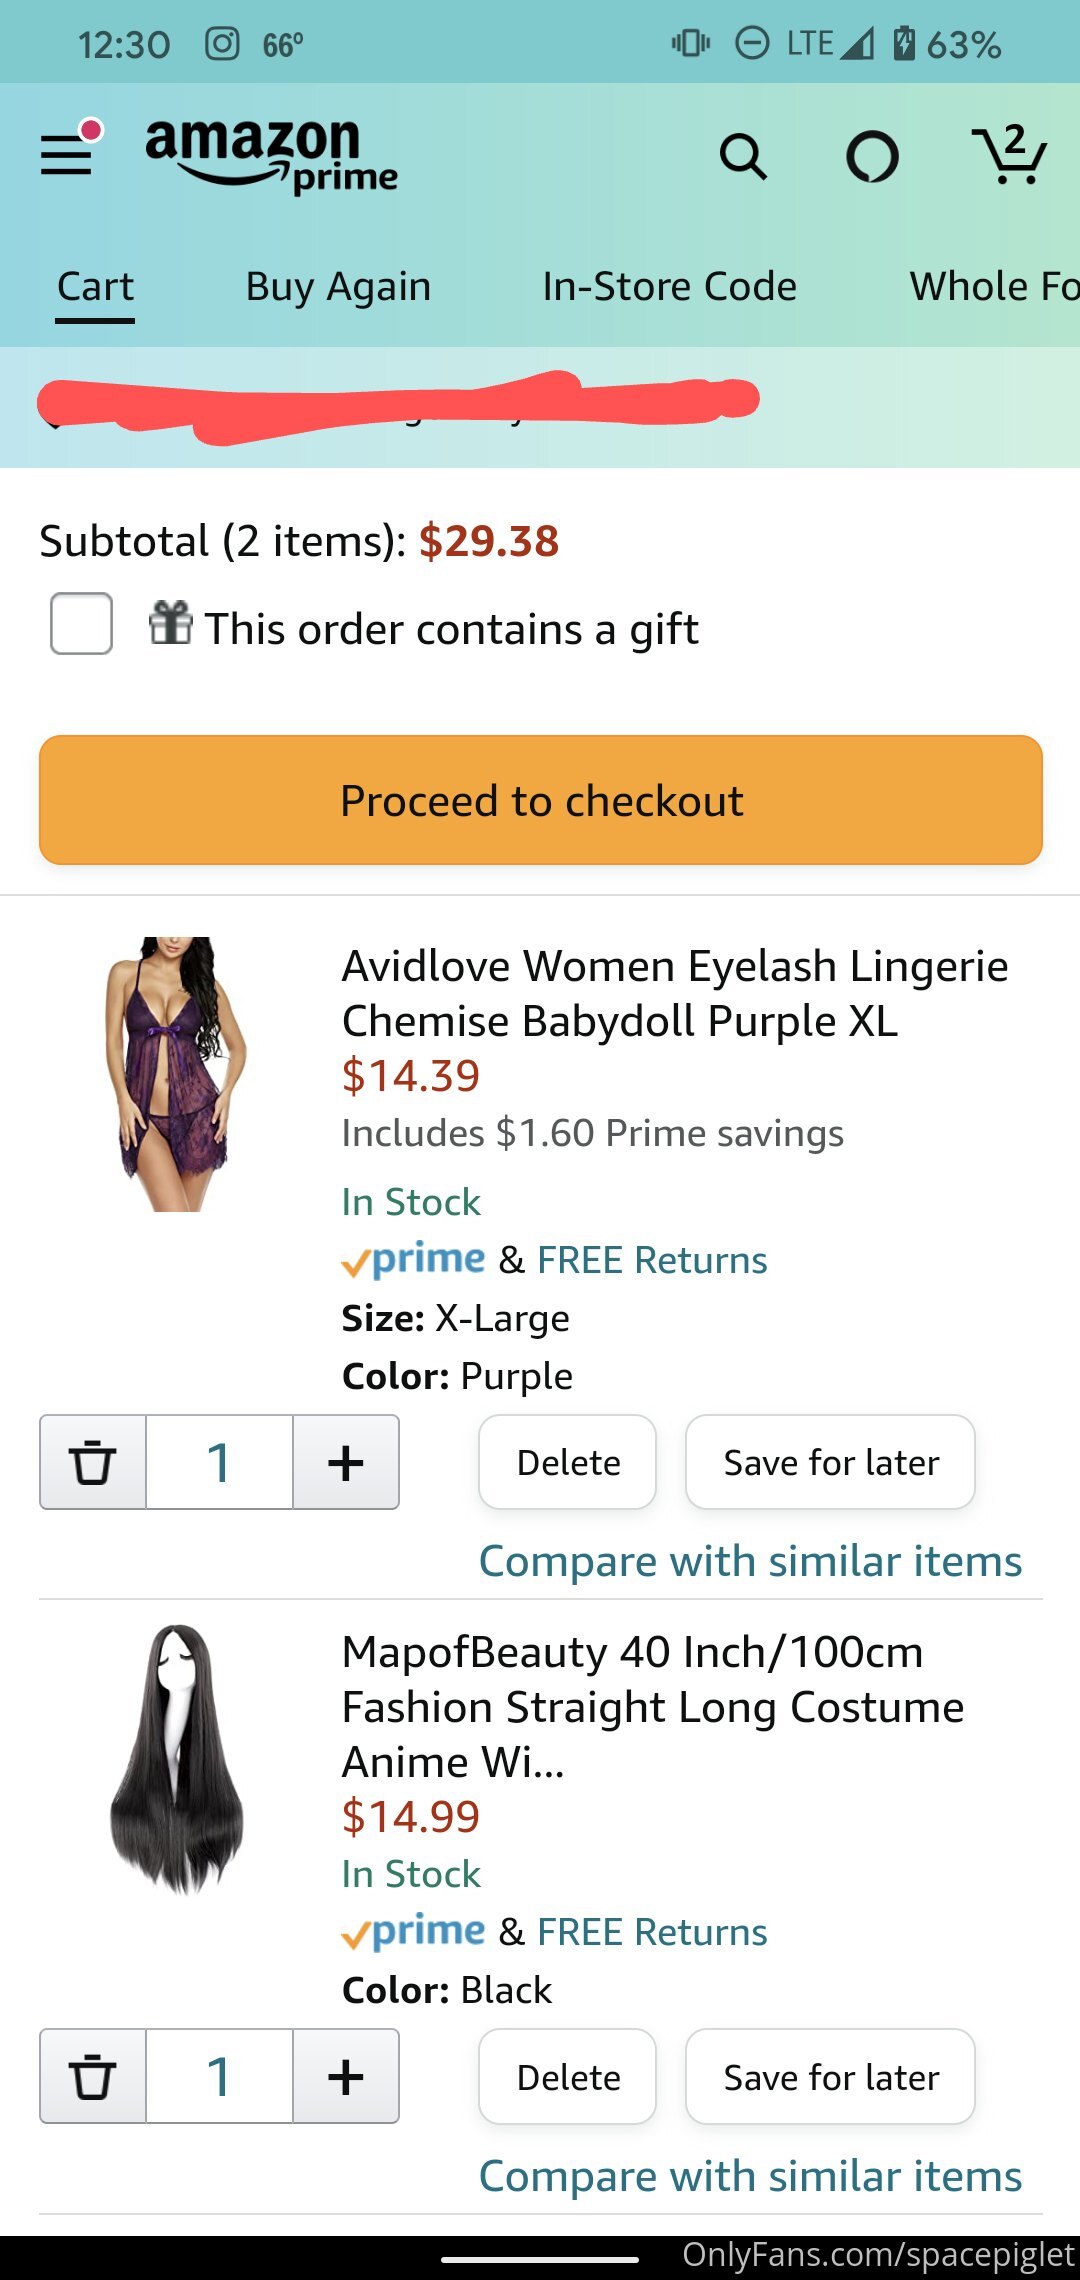 12:30 66° LTE 63%
amazon prime 2
Cart Buy Again In-Store Code Whole Fo
Subtotal (2 items): $29.38
This order contains a gift
Proceed to checkout
Avidlove Women Eyelash Lingerie
Chemise Babydoll Purple XL
$14.39
Includes $1.60 Prime savings
In Stock
prime & FREE Returns
Size: X-Large
Color: Purple
1 + Delete Save for later
Compare with similar items
MapofBeauty 40 Inch/100cm
Fashion Straight Long Costume
Anime Wi...
$14.99
In Stock
prime & FREE Returns
Color: Black
1 + Delete Save for later
Compare with similar items
OnlyFans.com/spacepiglet